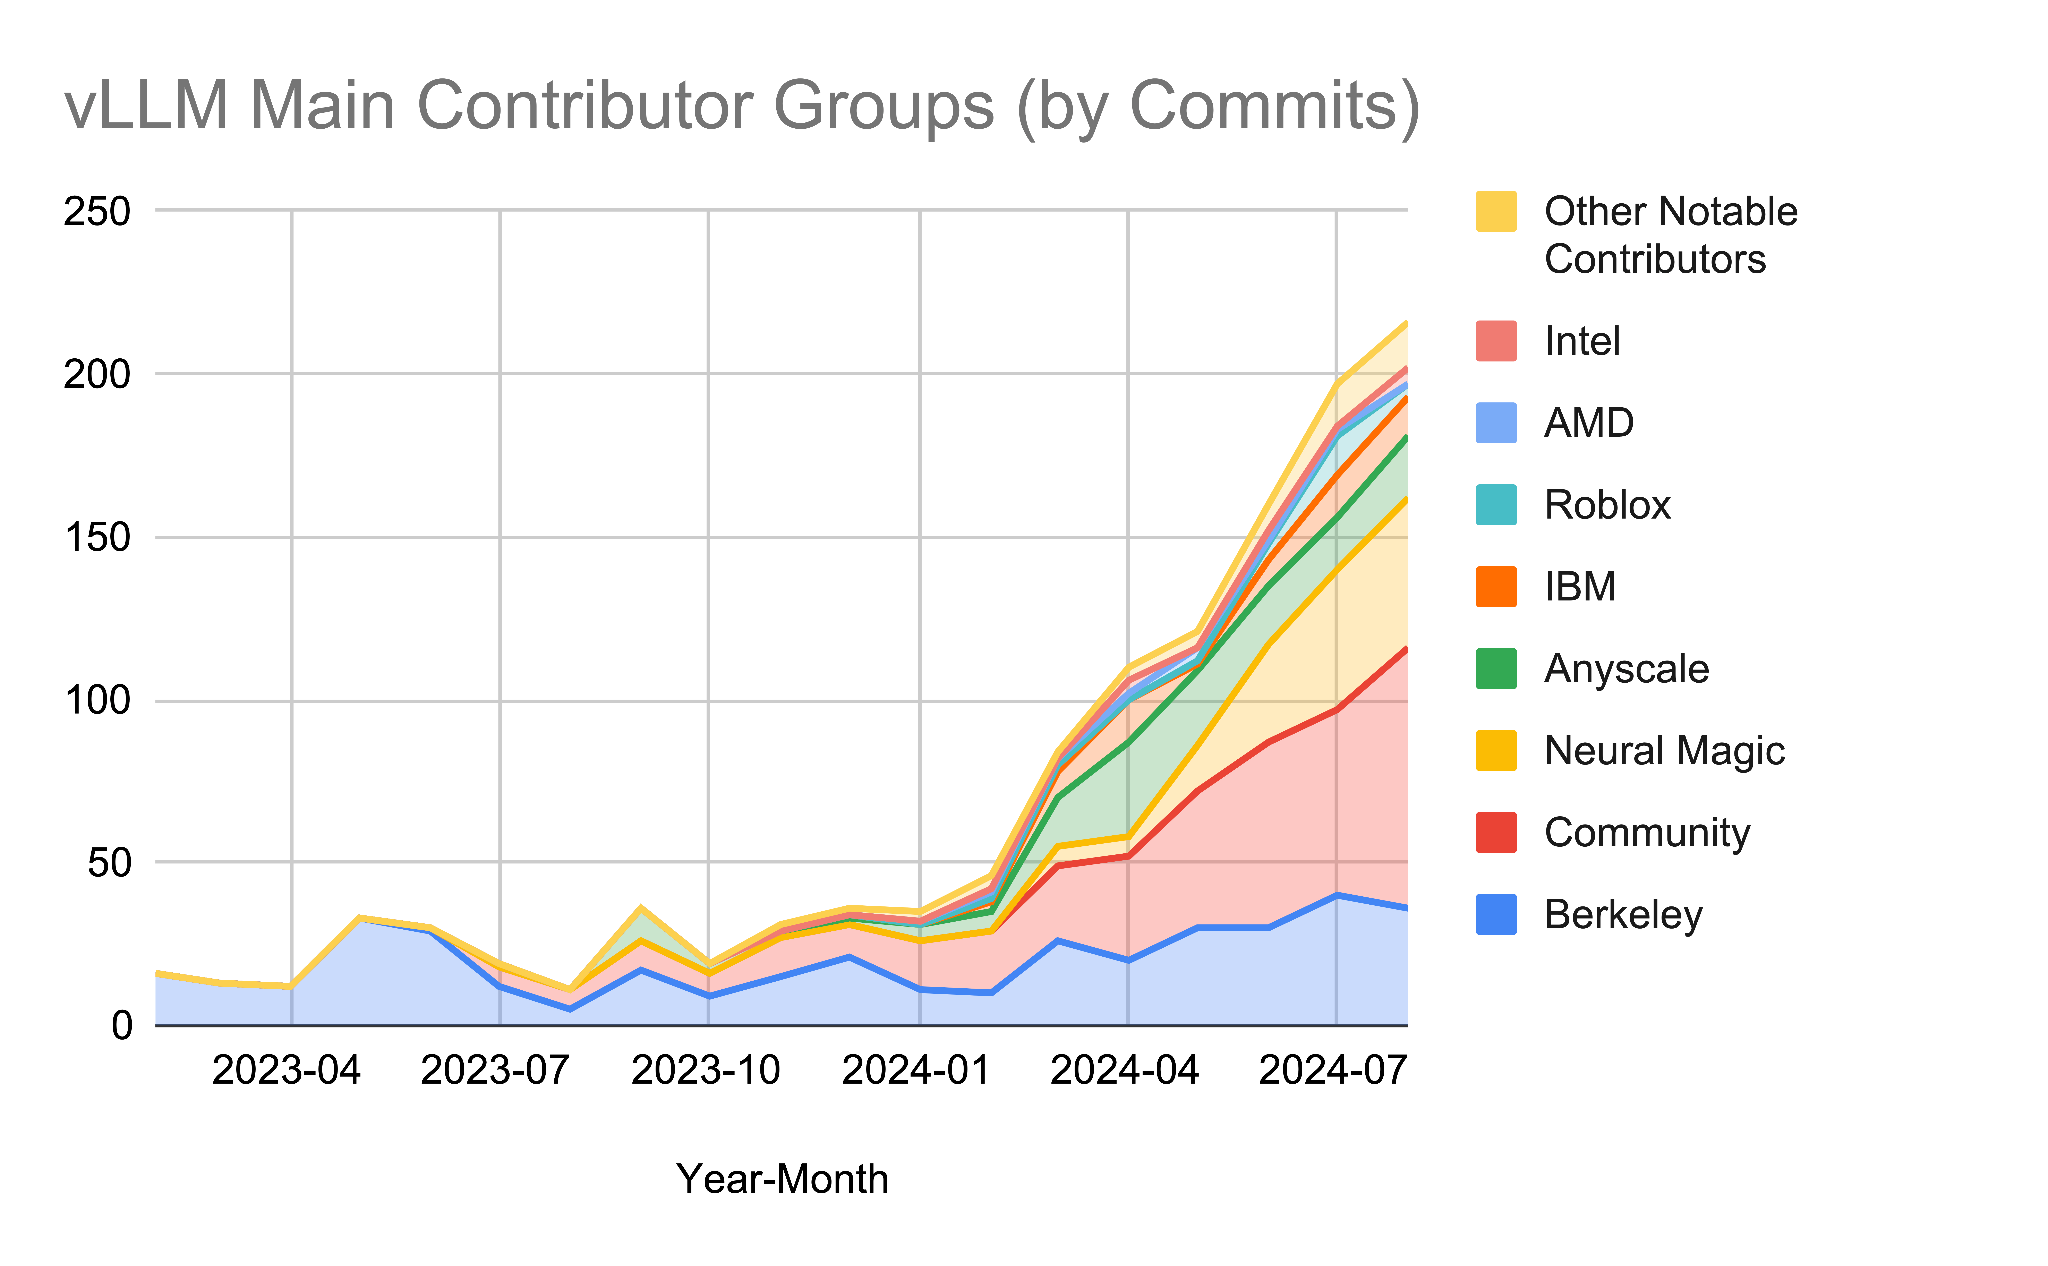 vLLM Main Contributor Groups (by Commits)
250
200
150
100
50
0
2023-04
2023-07
2023-10
2024-01
2024-04
2024-07
Year-Month
Other Notable
Contributors
Intel
AMD
Roblox
IBM
Anyscale
Neural Magic
Community
Berkeley